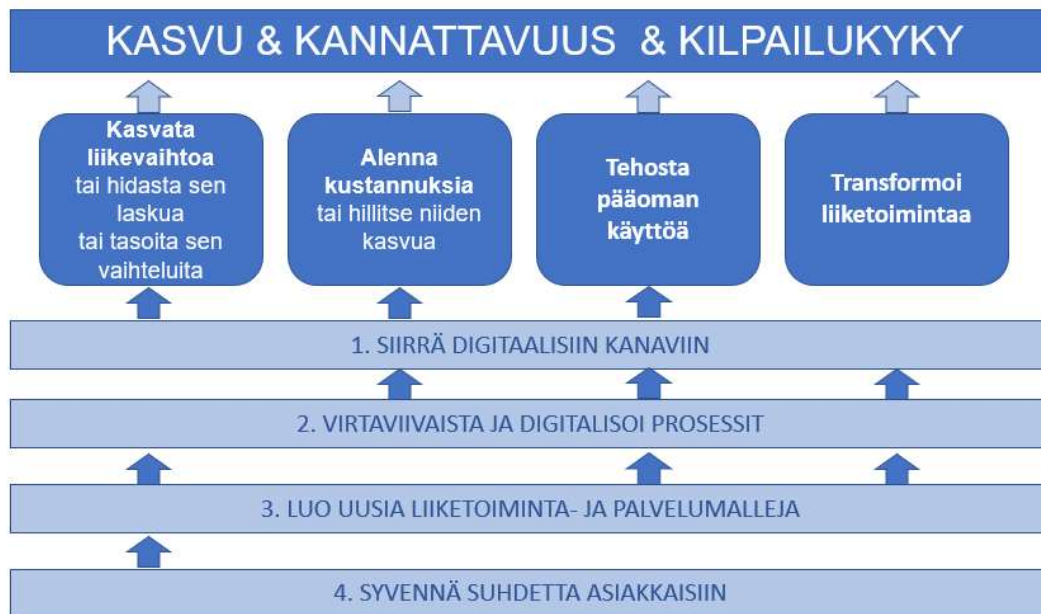 KASVU & KANNATTAVUUS & KILPAILUKYKY
Kasvata
liikevaihtoa
tai hidasta sen
laskua
tai tasoita sen
vaihteluita
Alenna
kustannuksia
tai hillitse niiden
kasvua
Tehosta
pääoman
käyttöä
Transformoi
liiketoimintaa
1. SIIRRÄ DIGITAALISIIN KANAVIIN
2. VIRTAVIIVAISTA JA DIGITALISOI PROSESSIT
3. LUO UUSIA LIIKETOIMINTA- JA PALVELUMALLEJA
4. SYVENNÄ SUHDETTA ASIAKKAISIIN